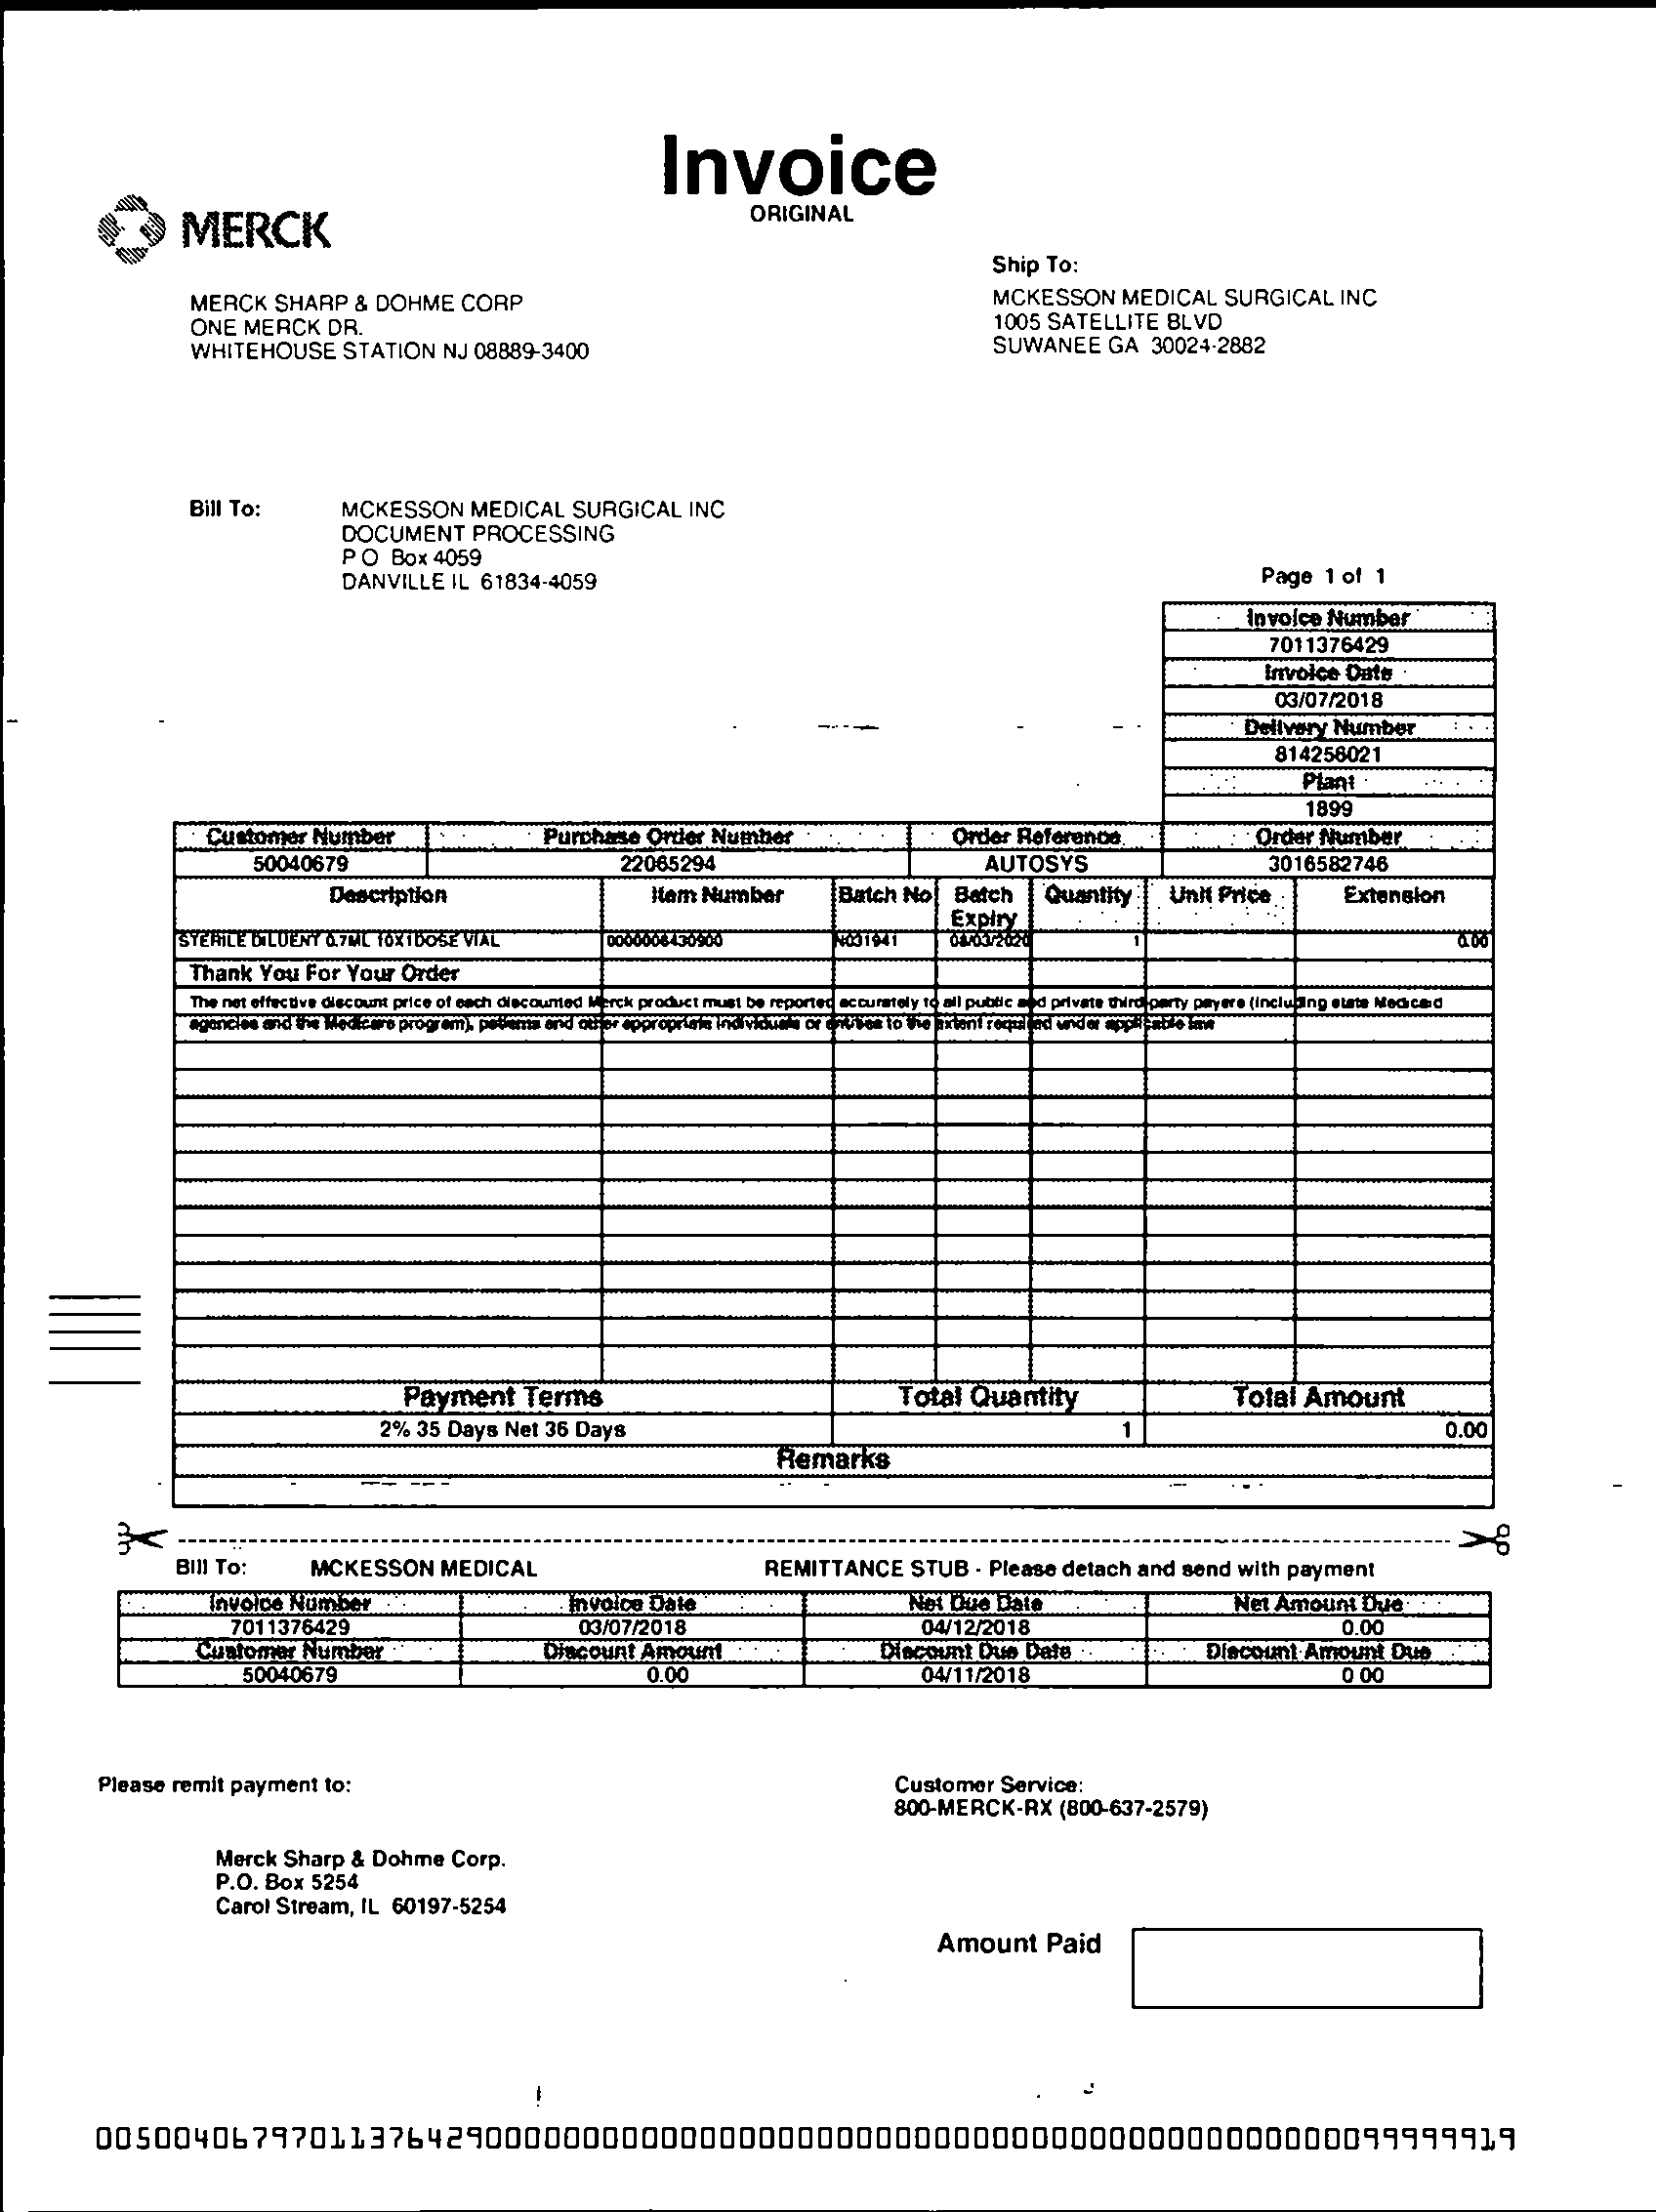 Invoice
ORIGINAL
MERCK
MERCK SHARP & DOHME CORP
ONE MERCK DR.
WHITEHOUSE STATION NJ 08889-3400
Ship To:
MCKESSON MEDICAL SURGICAL INC
1005 SATELLITE BLVD
SUWANEE GA 30024-2882
Bill To:
MCKESSON MEDICAL SURGICAL INC
DOCUMENT PROCESSING
P O Box 4059
DANVILLE IL 61834-4059
Page 1 of 1
Invoice Number
7011376429
Invoice Date
03/07/2018
Delivery Number
814256021
Plant
1899
Customer Number Purchase Order Number Order Reference Order Number
50040679 22065294 AUTOSYS 3016582746
Description Item Number Batch No Batch Expiry Quantity Unit Price Extension
STERILE DILUENT 0.7ML 10X1DOSE VIAL 0000006430900 N031941 1 0.00
Thank You For Your Order
The net effective discount price of each discounted Merck product must be reported accurately to all public and private third-party payers (including state Medicaid
agencies and the Medicare program), patients and other appropriate individuals or entities to the extent required under applicable law
Payment Terms Total Quantity Total Amount
2% 35 Days Net 36 Days 1 0.00
Remarks
Bill To: MCKESSON MEDICAL REMITTANCE STUB - Please detach and send with payment
Invoice Number Invoice Date Net Due Date Net Amount Due
7011376429 03/07/2018 04/12/2018 0.00
Customer Number Discount Amount Discount Due Date Discount Amount Due
50040679 0.00 04/11/2018 0 00
Please remit payment to:
Customer Service:
800-MERCK-RX (800-637-2579)
Merck Sharp & Dohme Corp.
P.O. Box 5254
Carol Stream, IL 60197-5254
Amount Paid